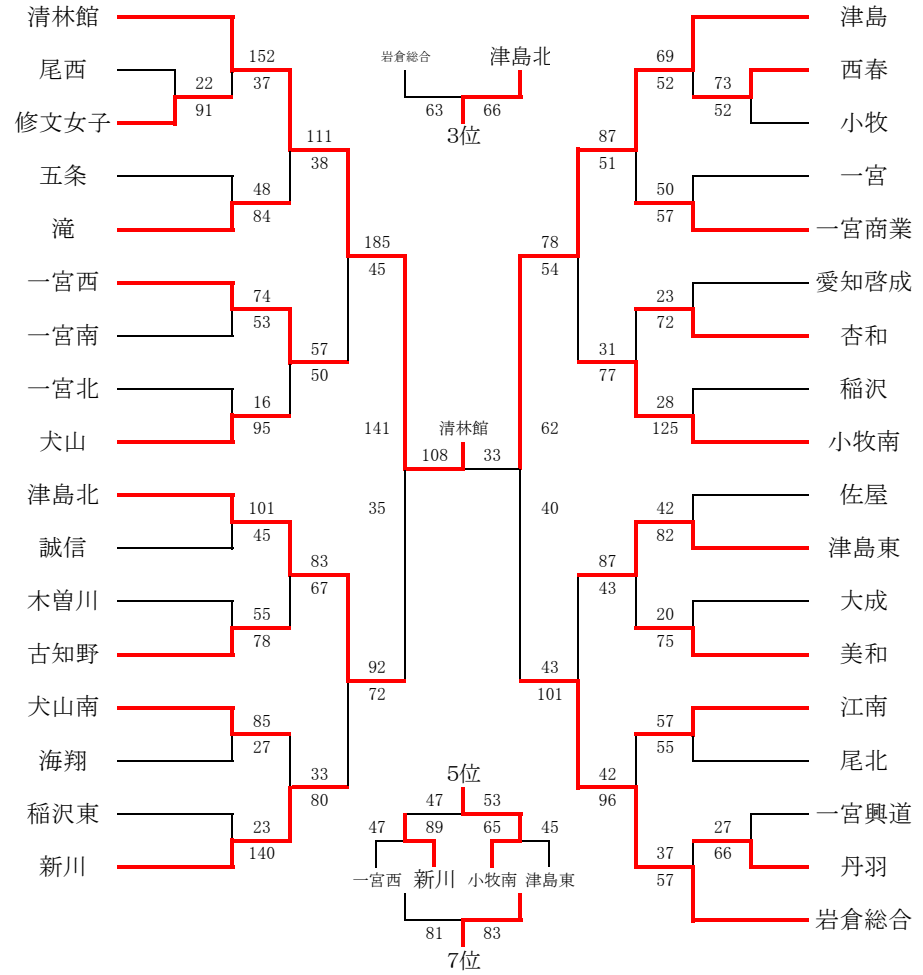 清林館
152
37
尾西
22
91
修文女子
111
38
五条
48
84
滝
185
45
一宮西
74
53
一宮南
57
50
一宮北
16
95
犬山
141
35
津島北
101
45
誠信
83
67
木曽川
55
78
古知野
92
72
犬山南
85
27
海翔
33
80
稲沢東
23
140
新川
岩倉総合
津島北
63
66
3位
清林館
108
33
5位
47
53
47
89
65
45
一宮西
新川
小牧南
津島東
81
83
7位
津島
69
52
西春
73
52
小牧
87
51
一宮
50
57
一宮商業
78
54
愛知啓成
23
72
杏和
31
77
稲沢
28
125
小牧南
62
40
佐屋
42
82
津島東
87
43
大成
20
75
美和
43
101
江南
57
55
尾北
42
96
一宮興道
27
66
丹羽
37
57
岩倉総合